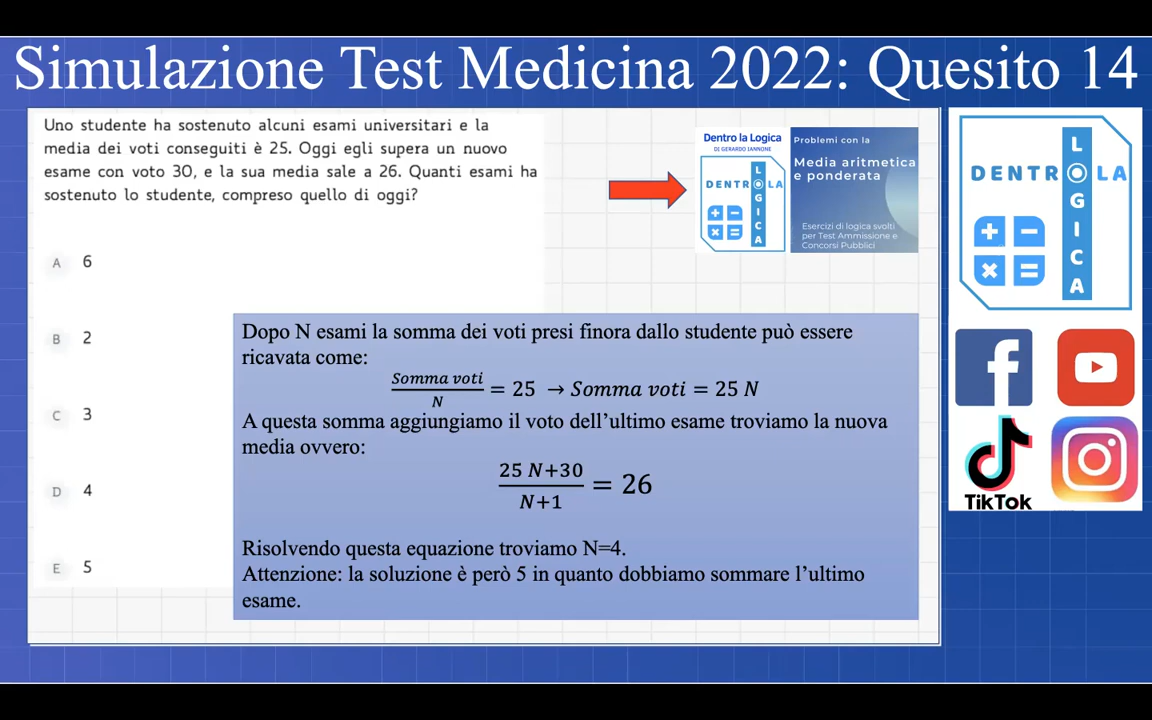 Simulazione Test Medicina 2022: Quesito 14
Uno studente ha sostenuto alcuni esami universitari e la
media dei voti conseguiti è 25. Oggi egli supera un nuovo
esame con voto 30, e la sua media sale a 26. Quanti esami ha
sostenuto lo studente, compreso quello di oggi?
A 6
B 2
C 3
D 4
E 5
Dentro la Logica
DI GERARDO IANNONE
DENTRO LA
LOGICA
Problemi con la
Media aritmetica
e ponderata
Esercizi di logica svolti
per Test Ammissione e
Concorsi Pubblici
Dopo N esami la somma dei voti presi finora dallo studente può essere
ricavata come:
Somma voti / N = 25 → Somma voti = 25 N
A questa somma aggiungiamo il voto dell’ultimo esame troviamo la nuova
media ovvero:
25 N+30 / N+1 = 26
Risolvendo questa equazione troviamo N=4.
Attenzione: la soluzione è però 5 in quanto dobbiamo sommare l’ultimo
esame.
DENTRO LA
LOGICA
TikTok